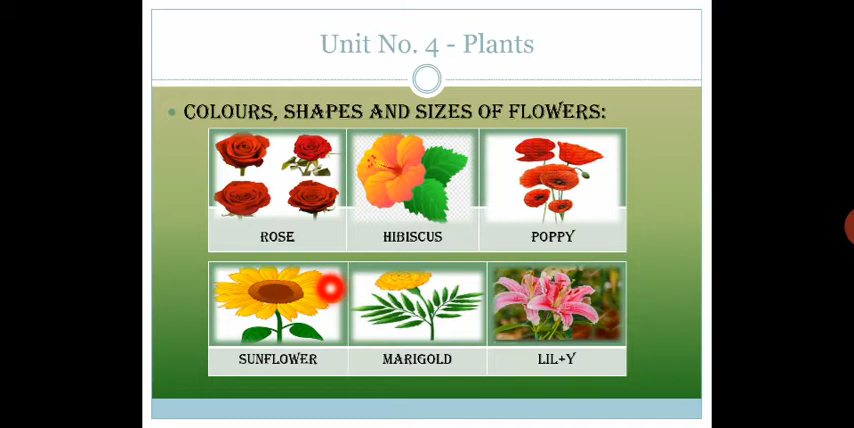 Unit No. 4 - Plants
COLOURS, SHAPES AND SIZES OF FLOWERS:
ROSE HIBISCUS POPPY
SUNFLOWER MARIGOLD LIL+Y